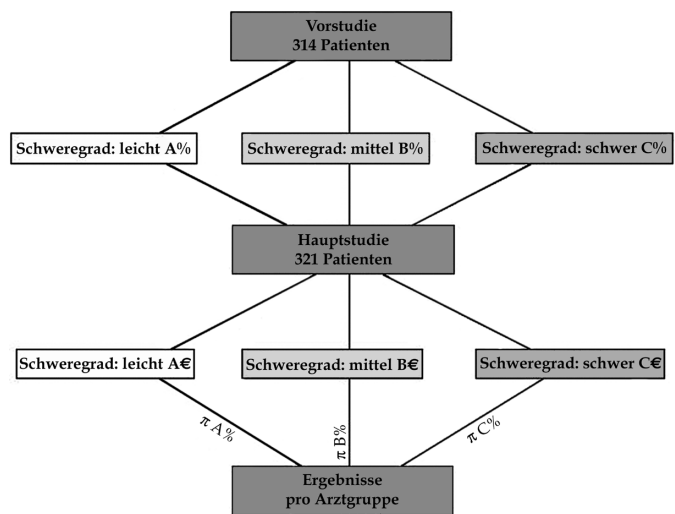 Vorstudie
314 Patienten
Schweregrad: leicht A%
Schweregrad: mittel B%
Schweregrad: schwer C%
Hauptstudie
321 Patienten
Schweregrad: leicht A€
Schweregrad: mittel B€
Schweregrad: schwer C€
π A%
π B%
π C%
Ergebnisse
pro Arztgruppe